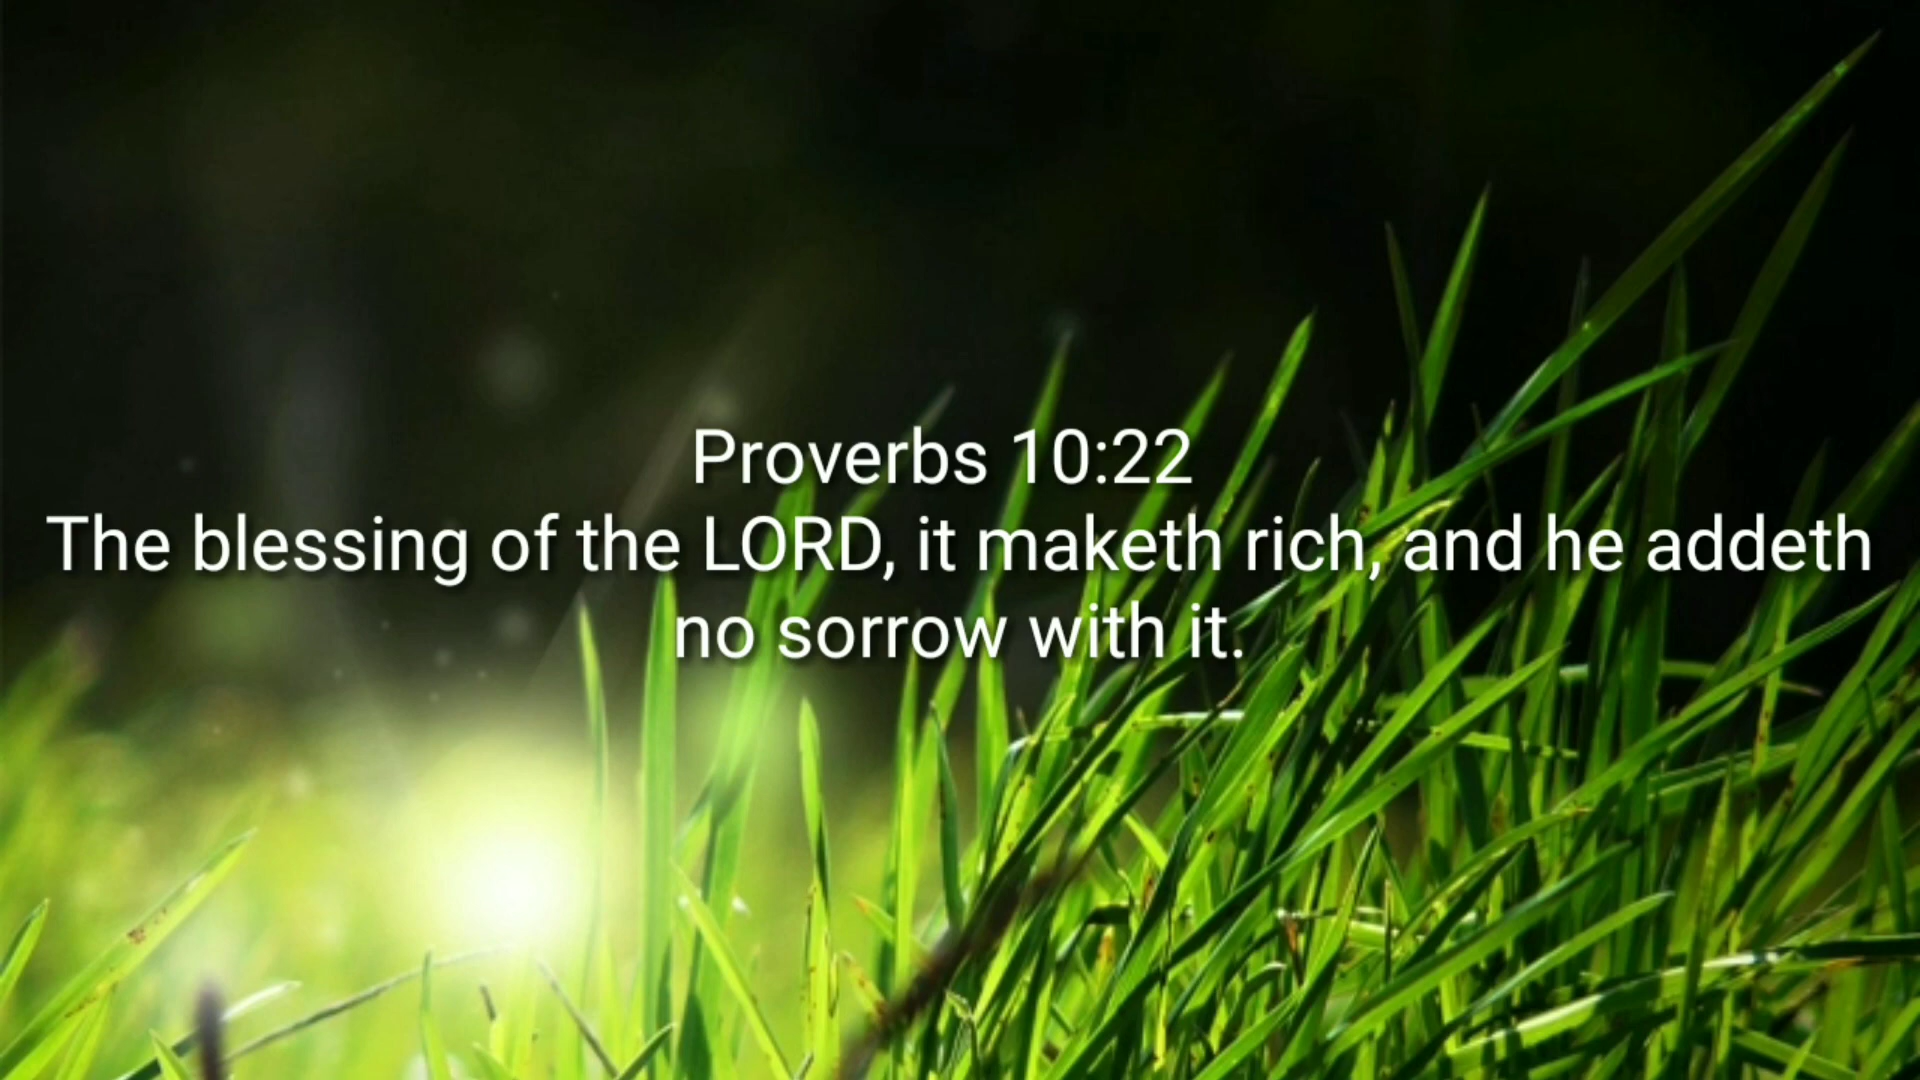 Proverbs 10:22
The blessing of the LORD, it maketh rich, and he addeth
no sorrow with it.